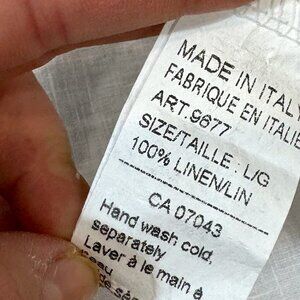 MADE IN ITALY
FABRIQUE EN ITALIE
ART.9677
SIZE/TAILLE : L/G
100% LINEN/LIN
CA 07043
Hand wash cold,
separately
Laver à le main à